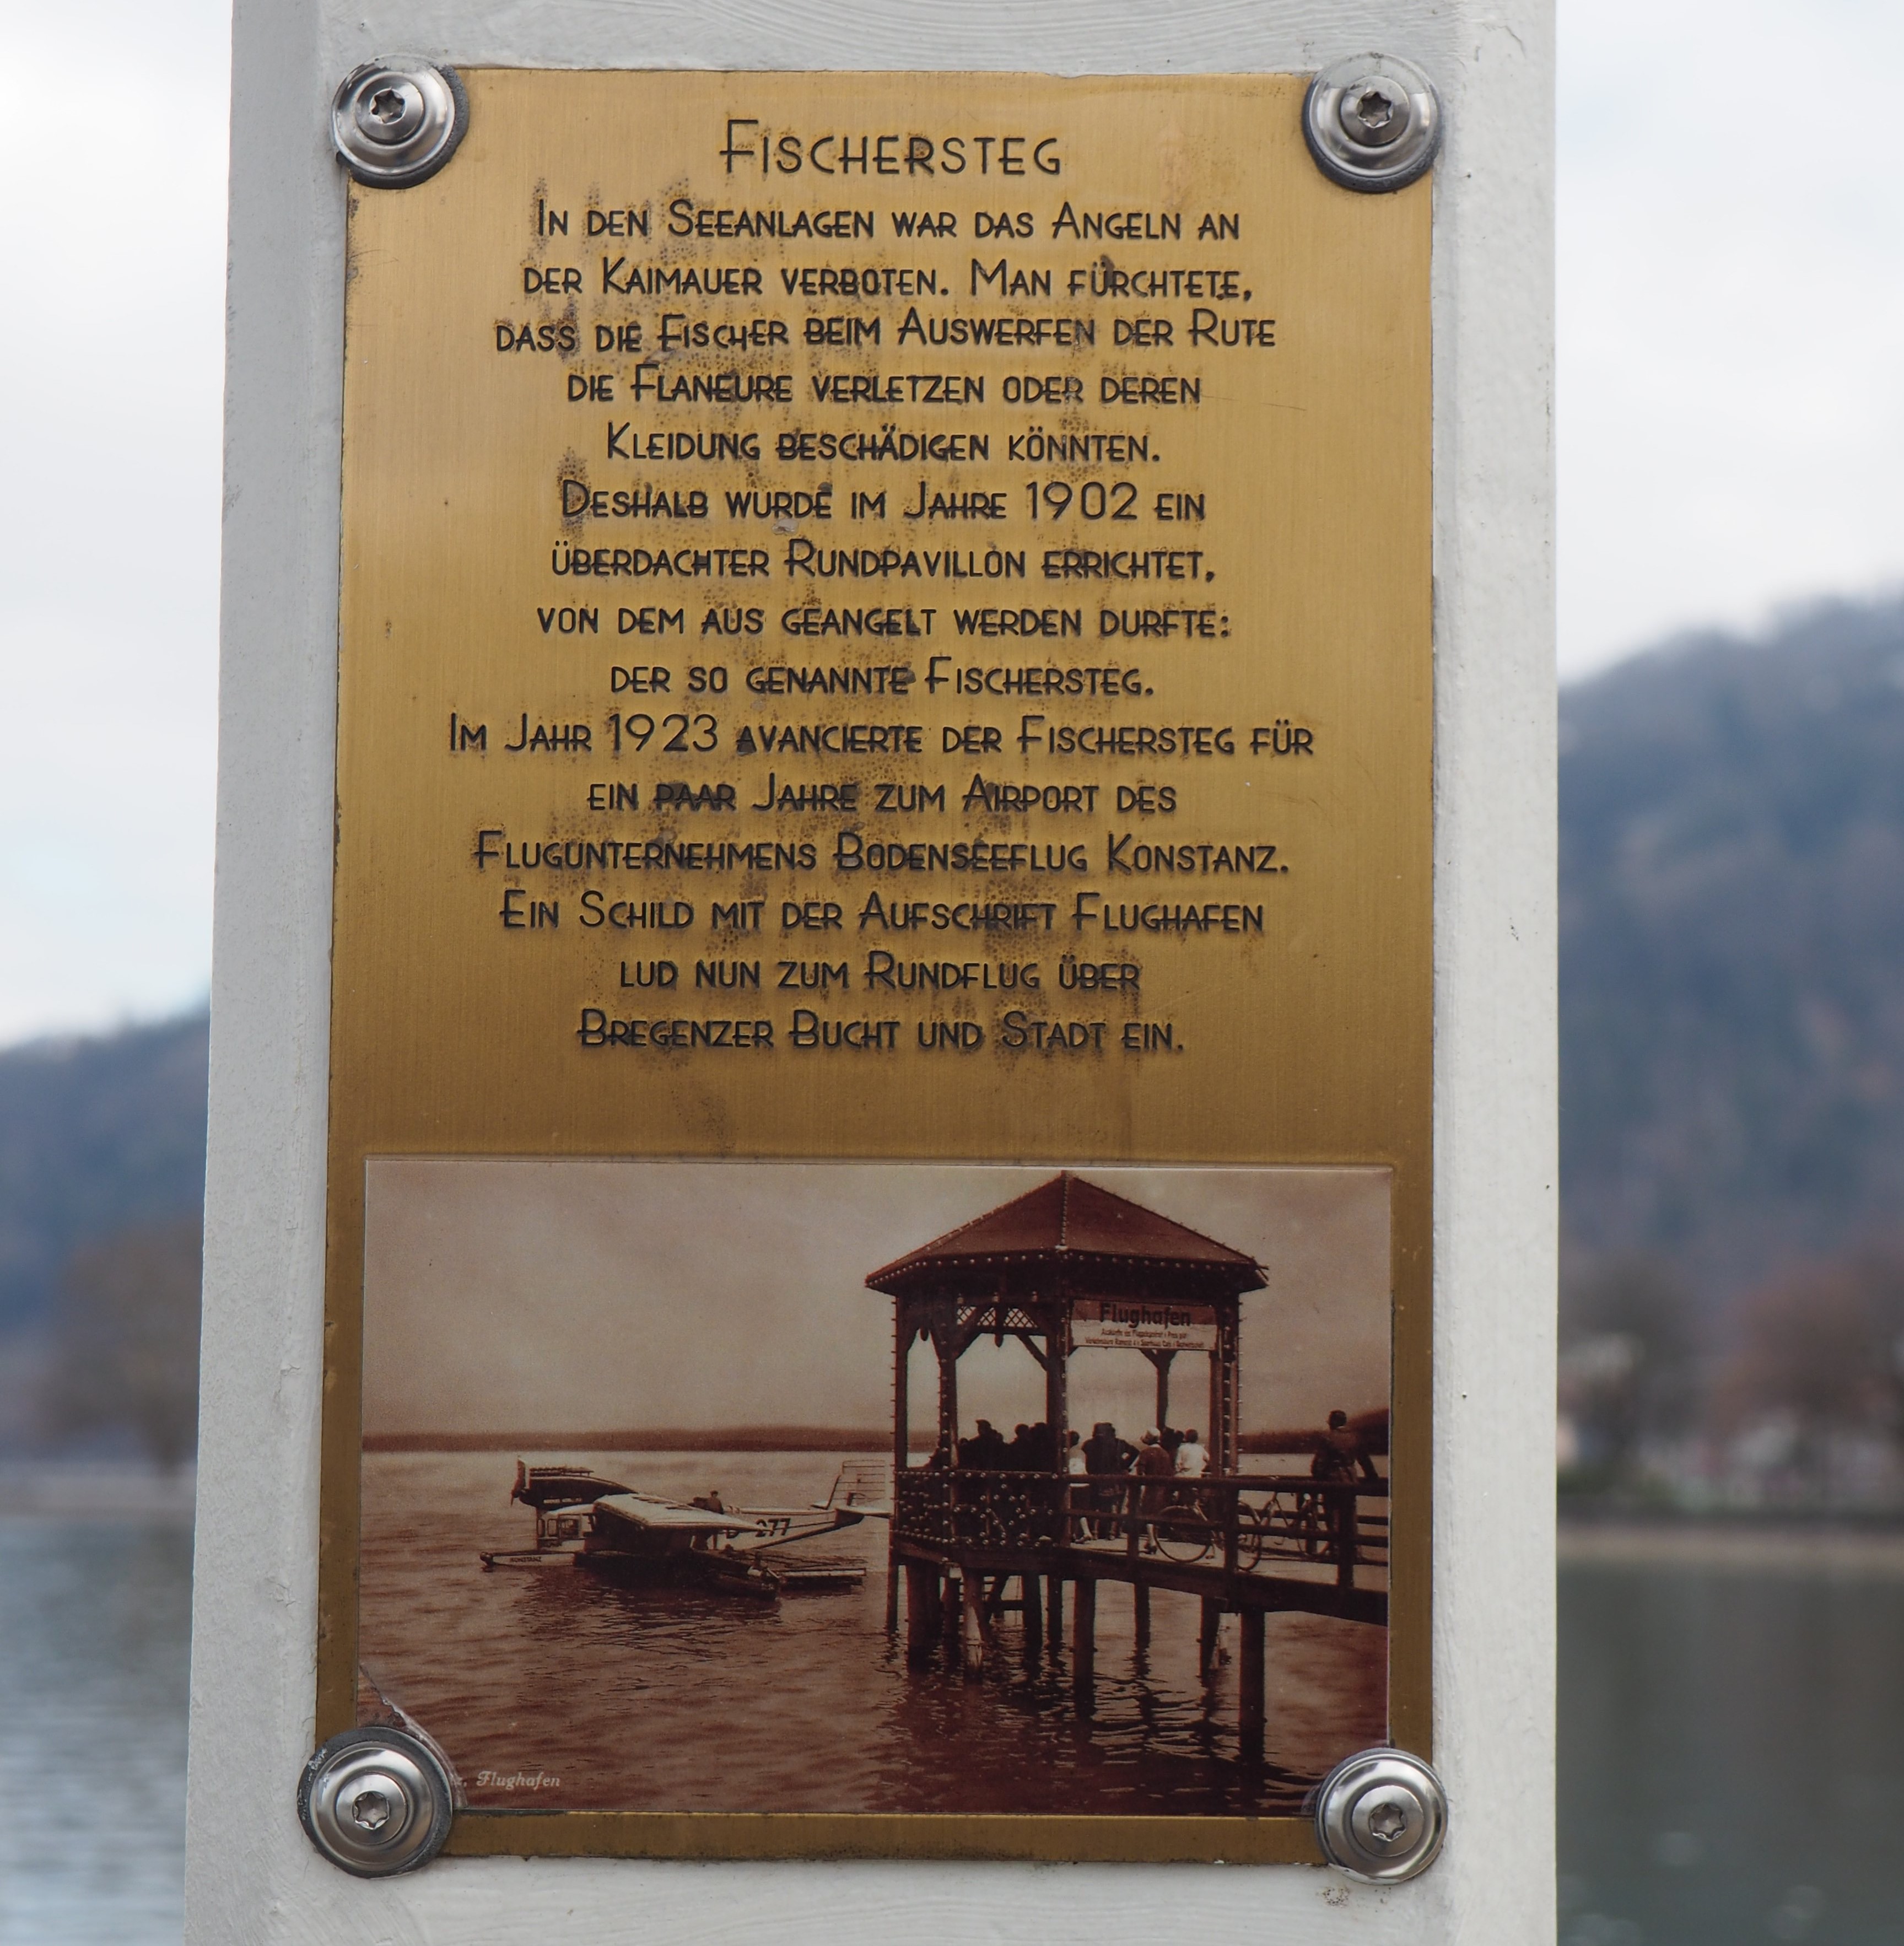 Fischersteg
In den Seeanlagen war das Angeln an
der Kaimauer verboten. Man fürchtete,
dass die Fischer beim Auswerfen der Rute
die Flaneure verletzen oder deren
Kleidung beschädigen könnten.
Deshalb wurde im Jahre 1902 ein
überdachter Rundpavillon errichtet,
von dem aus geangelt werden durfte:
der so genannte Fischersteg.
Im Jahr 1923 avancierte der Fischersteg für
ein paar Jahre zum Airport des
Flugunternehmens Bodenseeflug Konstanz.
Ein Schild mit der Aufschrift Flughafen
lud nun zum Rundflug über
Bregenzer Bucht und Stadt ein.
Flughafen
277
KONSTANZ
Flughafen